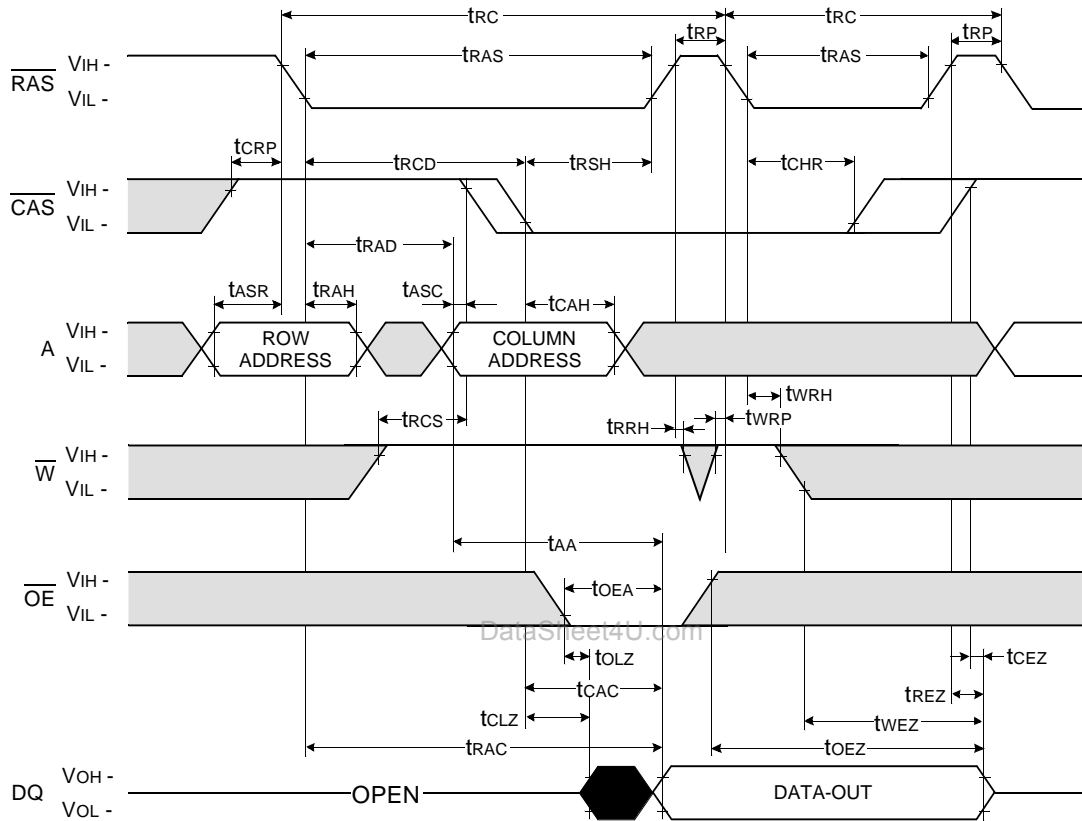 tRC tRC
tRP tRP
tRAS tRAS
RAS VIH -
VIL -
tCRP tRCD tRSH tCHR
CAS VIH -
VIL -
tRAD
tASR tRAH tASC tCAH
A VIH -
VIL -
ROW
ADDRESS
COLUMN
ADDRESS
tWRH
tRCS tRRH tWRP
W VIH -
VIL -
tAA
OE VIH -
VIL -
tOEA
DataSheet4U.com
tOLZ tCEZ
tCAC tREZ
tCLZ tWEZ
tRAC tOEZ
DQ VOH -
VOL -
OPEN DATA-OUT